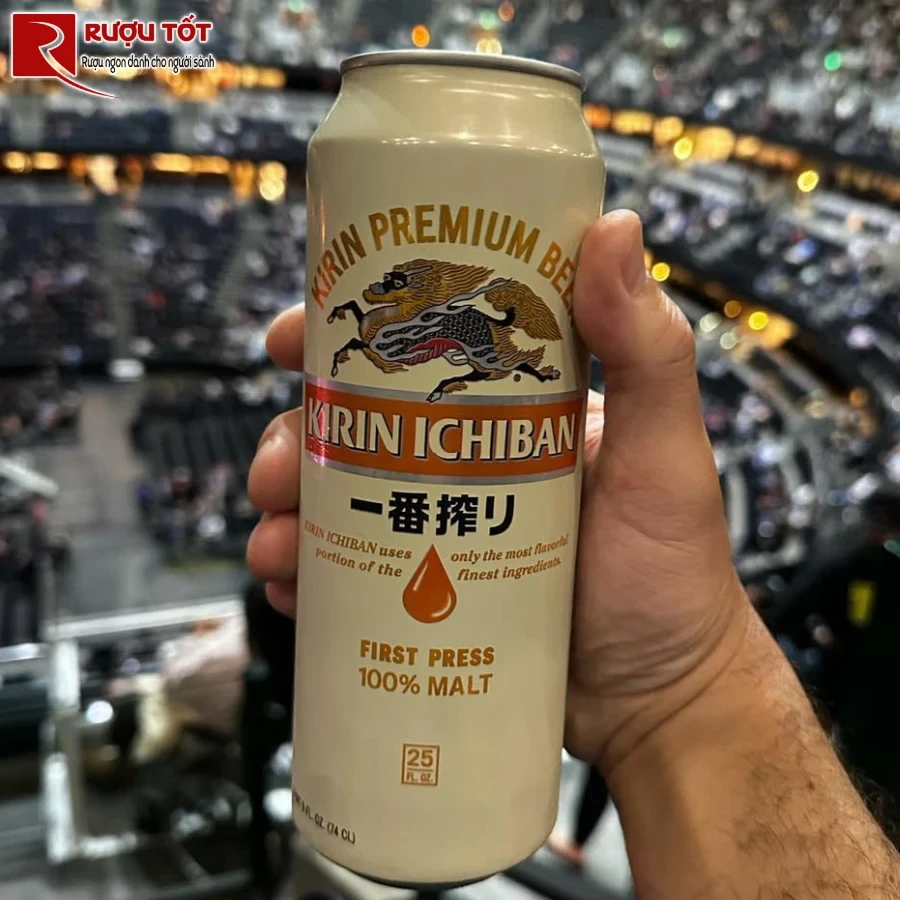 RƯỢU TỐT
Rượu ngon dành cho người sành
KIRIN PREMIUM BEER
KIRIN ICHIBAN
一番搾り
KIRIN ICHIBAN uses only the most flavorful
portion of the finest ingredients.
FIRST PRESS
100% MALT
25
FL. OZ.
FL. OZ. (74 CL)